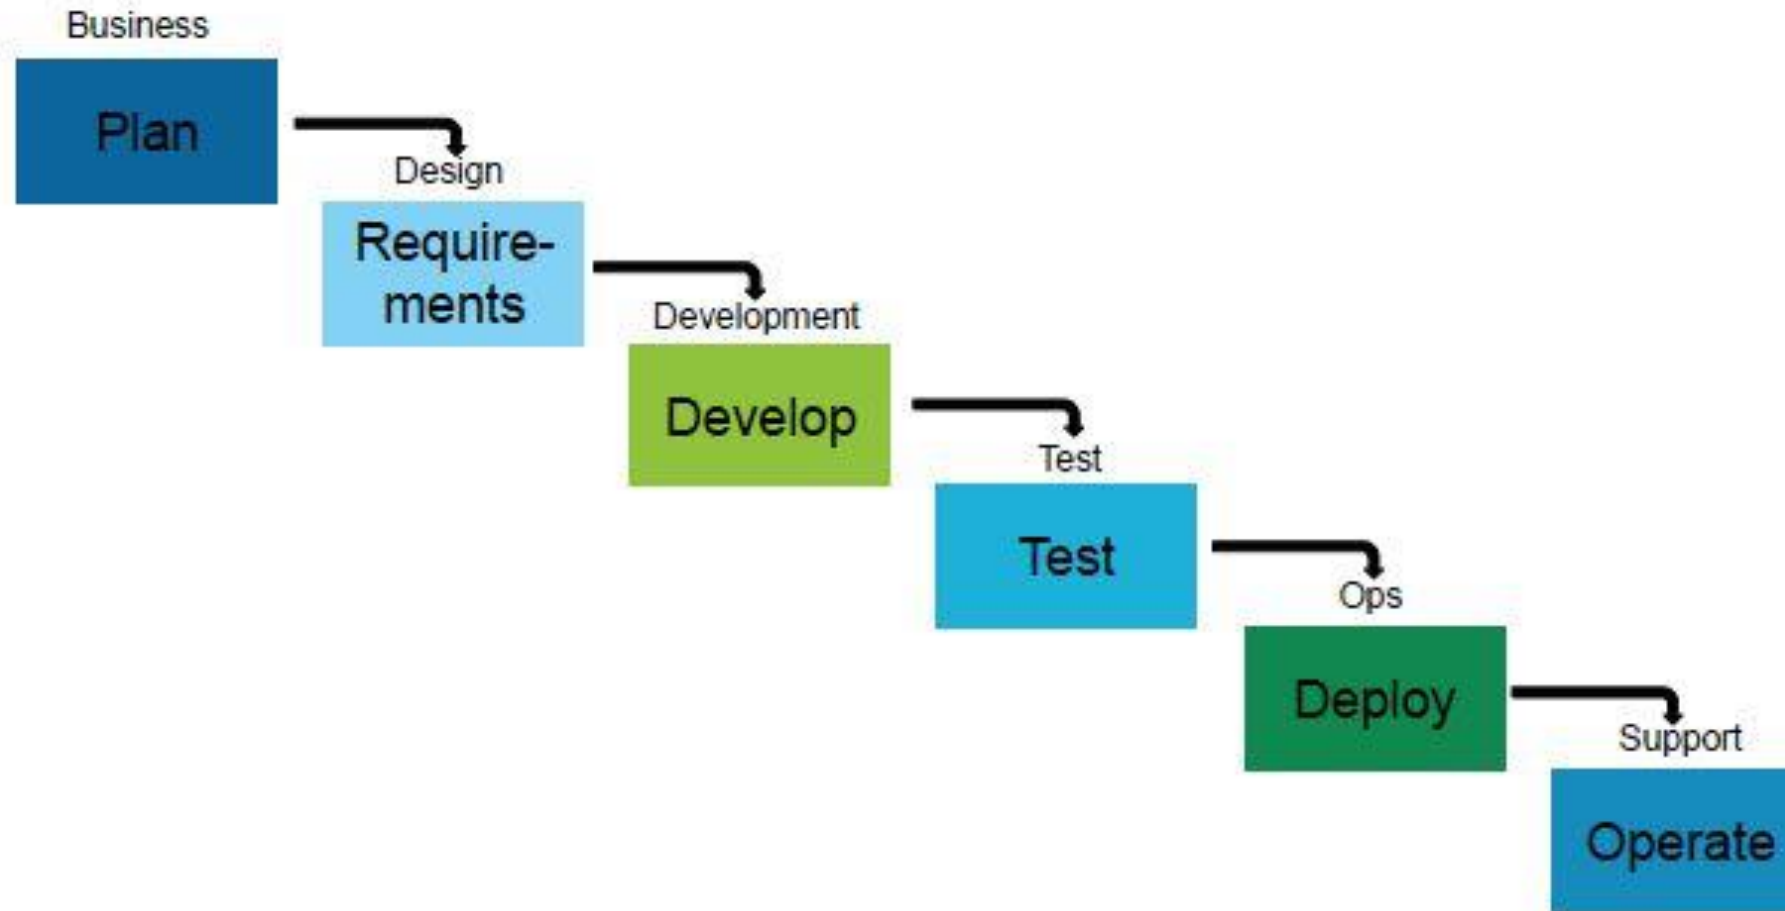 Business
Plan
Design
Require-
ments
Development
Develop
Test
Test
Ops
Deploy
Support
Operate